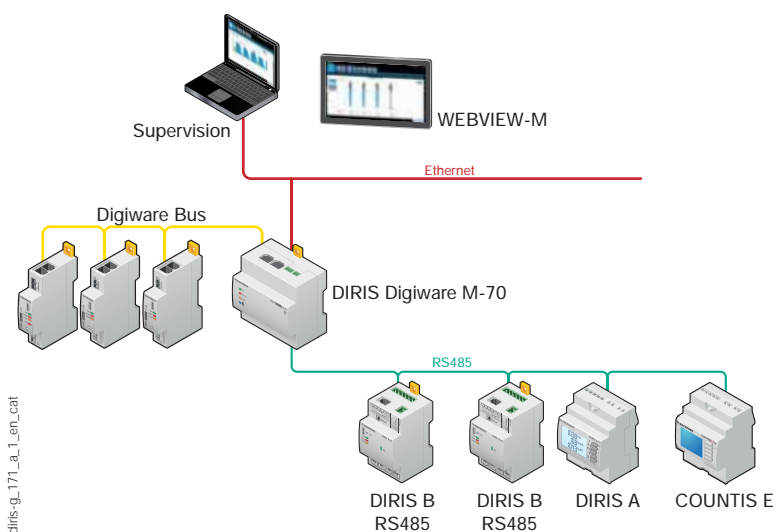 Supervision
WEBVIEW-M
Ethernet
Digiware Bus
DIRIS Digiware M-70
RS485
DIRIS B
RS485
DIRIS B
RS485
DIRIS A
COUNTIS E
diris-g_171_a_1_en_cat